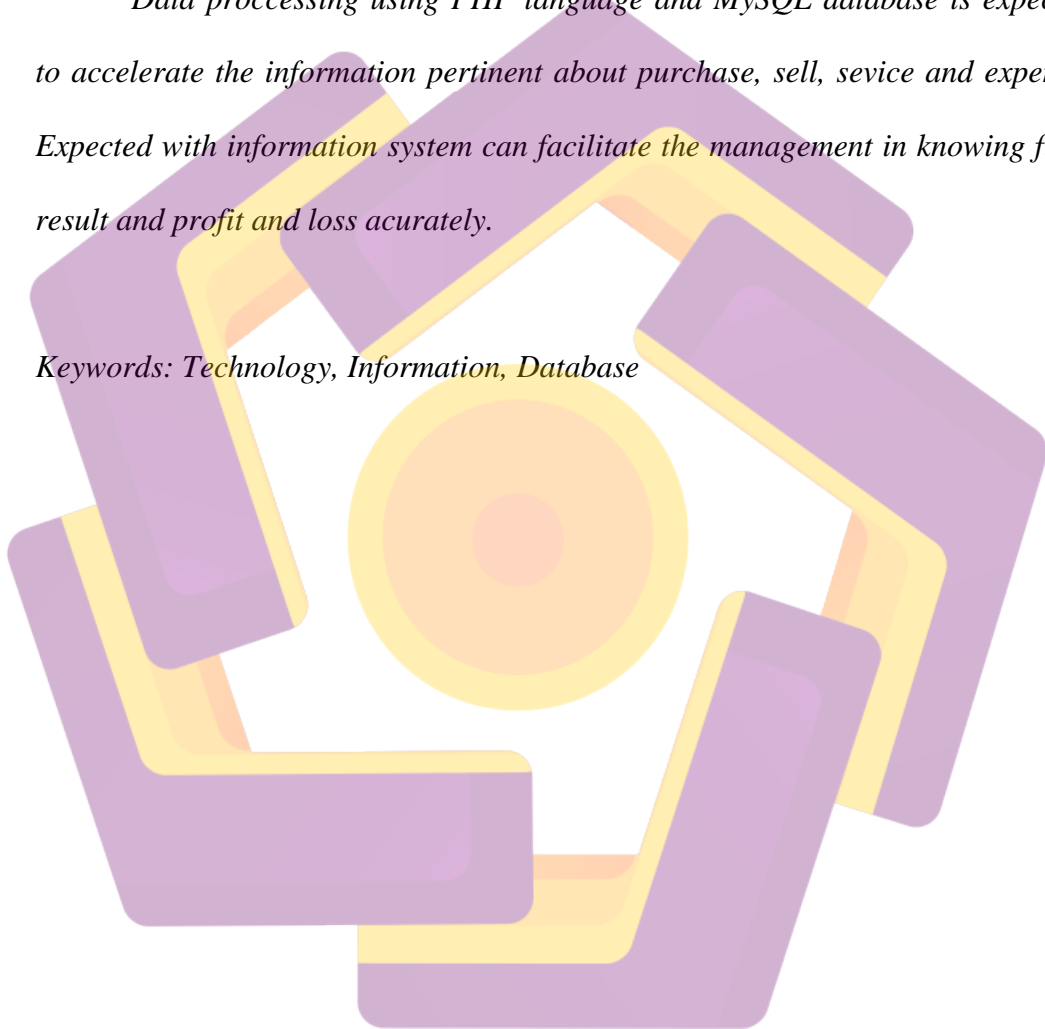 Data proccessing using PHP language and MySQL database is expec
to accelerate the information pertinent about purchase, sell, sevice and exper
Expected with information system can facilitate the management in knowing f
result and profit and loss acurately.
Keywords: Technology, Information, Database